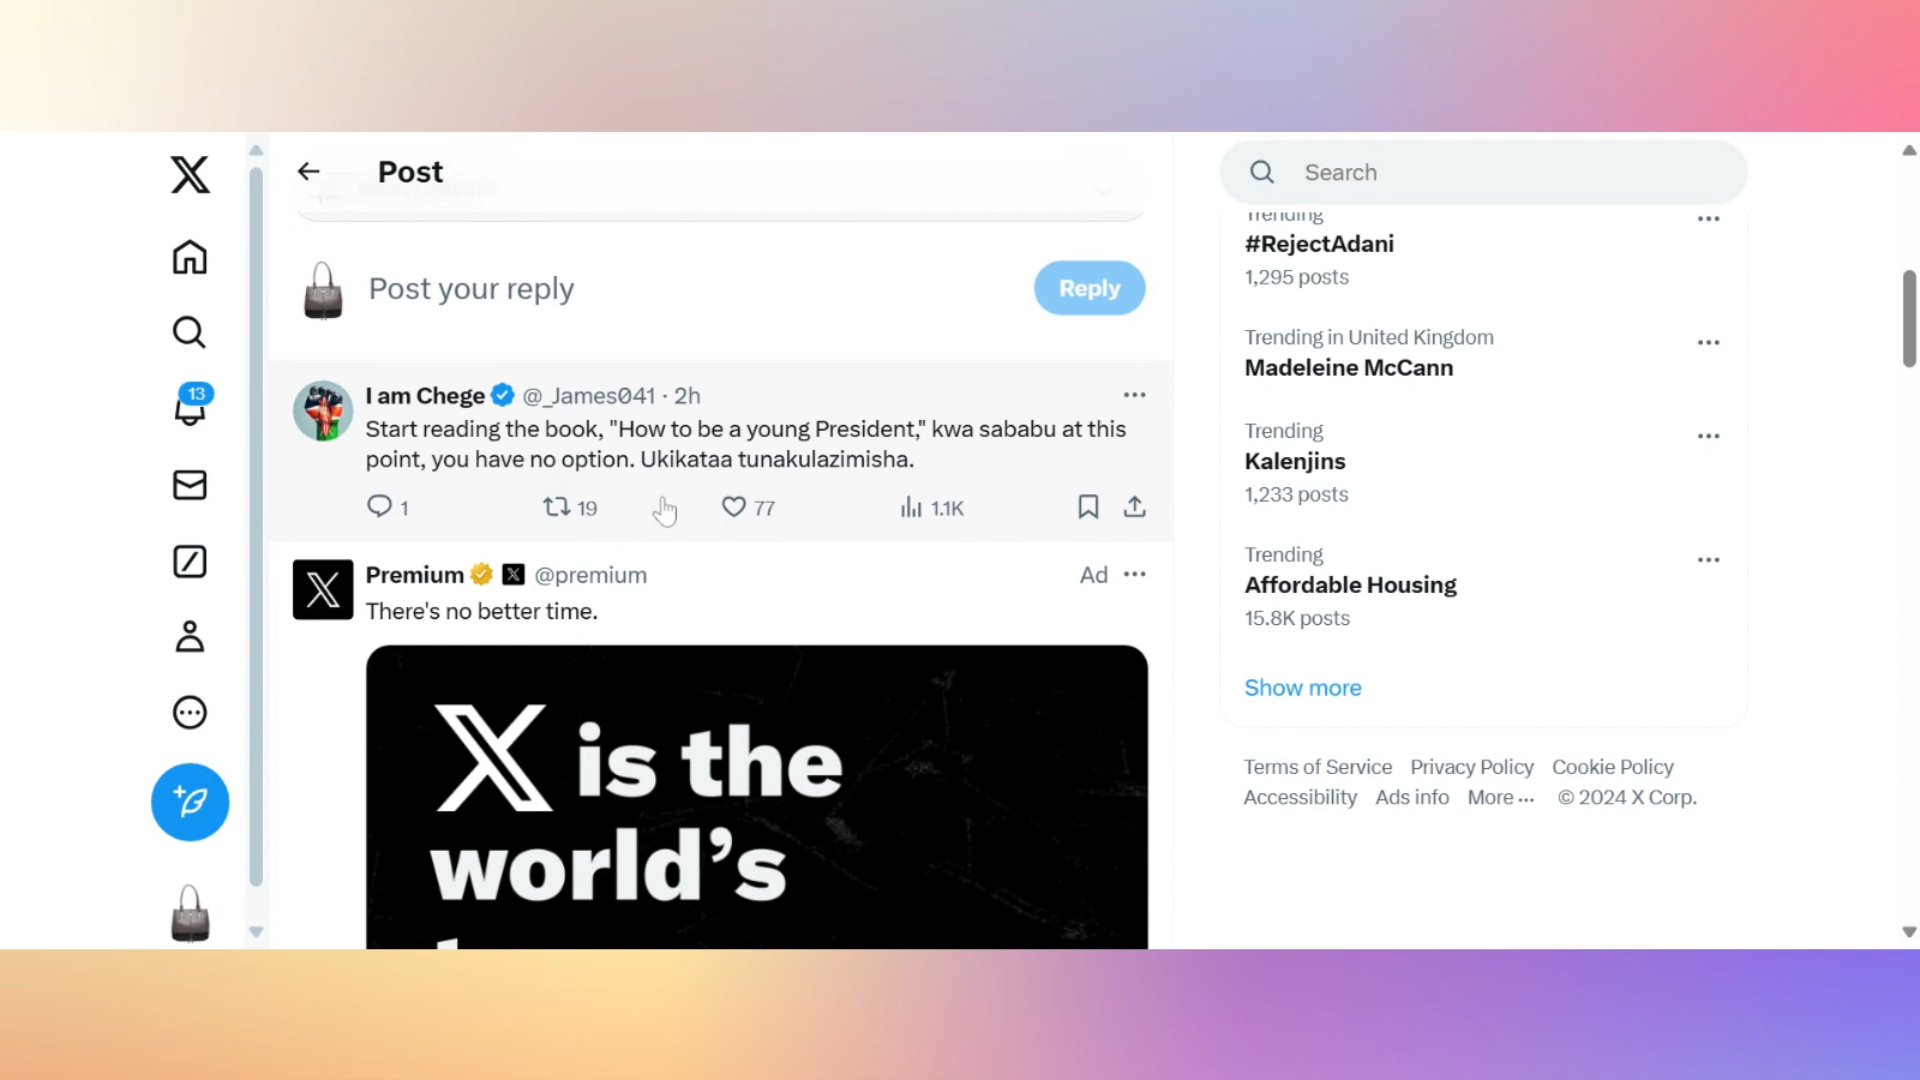 Post
Search
Post your reply
Reply
I am Chege @_James041 · 2h
Start reading the book, "How to be a young President," kwa sababu at this
point, you have no option. Ukikataa tunakulazimisha.
1
19
77
1.1K
Premium @premium
Ad
There's no better time.
X is the
world's
13
Trending
#RejectAdani
1,295 posts
Trending in United Kingdom
Madeleine McCann
Trending
Kalenjins
1,233 posts
Trending
Affordable Housing
15.8K posts
Show more
Terms of Service Privacy Policy Cookie Policy
Accessibility Ads info More ··· © 2024 X Corp.